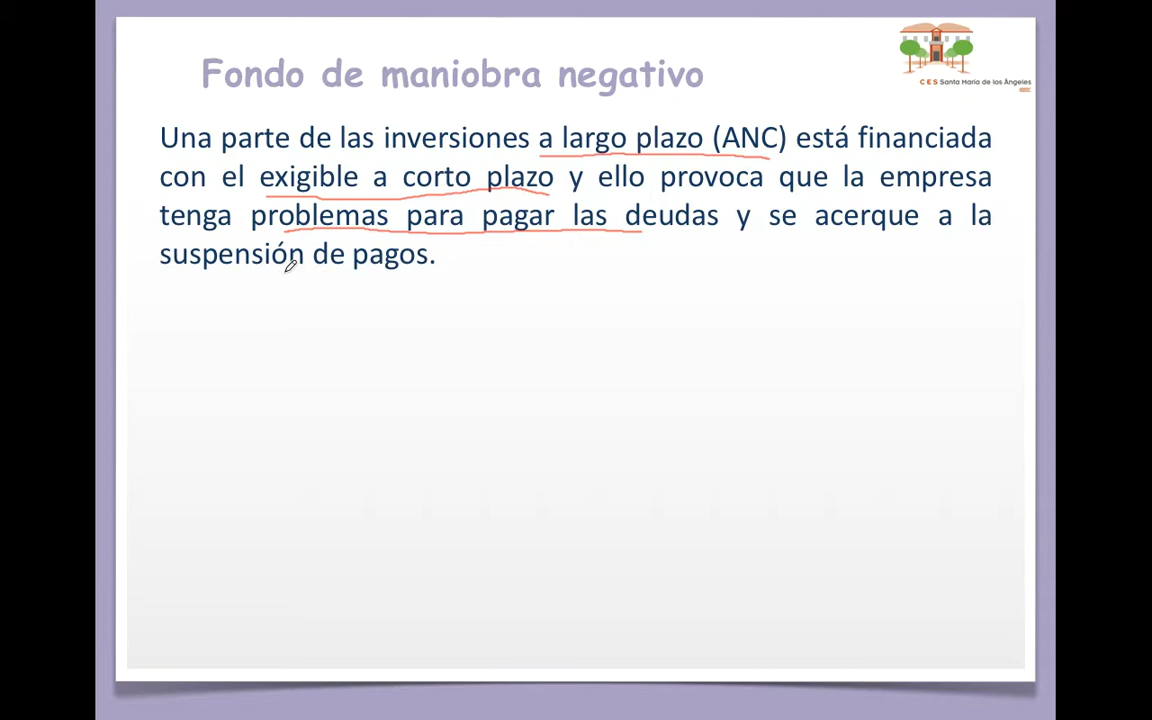 Fondo de maniobra negativo
CES Santa María de los Ángeles
Una parte de las inversiones a largo plazo (ANC) está financiada
con el exigible a corto plazo y ello provoca que la empresa
tenga problemas para pagar las deudas y se acerque a la
suspensión de pagos.